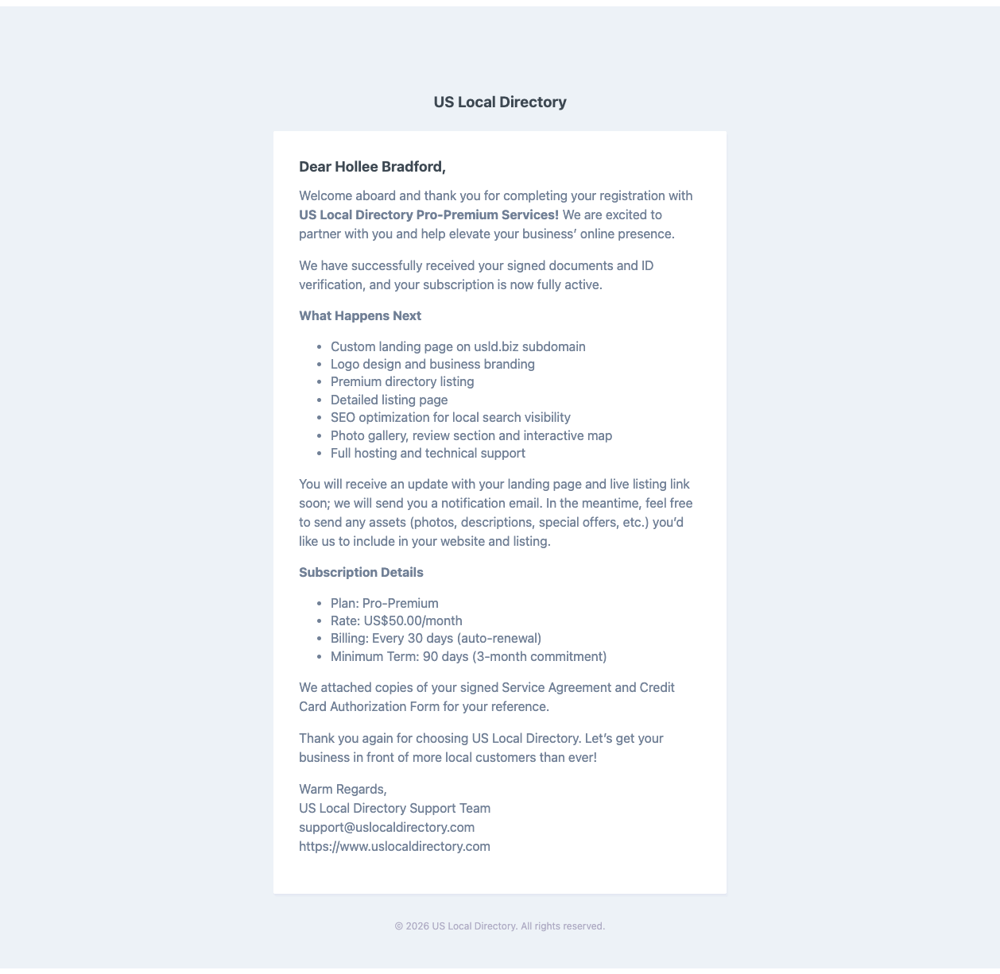 US Local Directory
Dear Hollee Bradford,
Welcome aboard and thank you for completing your registration with
US Local Directory Pro-Premium Services! We are excited to
partner with you and help elevate your business’ online presence.
We have successfully received your signed documents and ID
verification, and your subscription is now fully active.
What Happens Next
• Custom landing page on usld.biz subdomain
• Logo design and business branding
• Premium directory listing
• Detailed listing page
• SEO optimization for local search visibility
• Photo gallery, review section and interactive map
• Full hosting and technical support
You will receive an update with your landing page and live listing link
soon; we will send you a notification email. In the meantime, feel free
to send any assets (photos, descriptions, special offers, etc.) you’d
like us to include in your website and listing.
Subscription Details
• Plan: Pro-Premium
• Rate: US$50.00/month
• Billing: Every 30 days (auto-renewal)
• Minimum Term: 90 days (3-month commitment)
We attached copies of your signed Service Agreement and Credit
Card Authorization Form for your reference.
Thank you again for choosing US Local Directory. Let’s get your
business in front of more local customers than ever!
Warm Regards,
US Local Directory Support Team
support@uslocaldirectory.com
https://www.uslocaldirectory.com
© 2026 US Local Directory. All rights reserved.